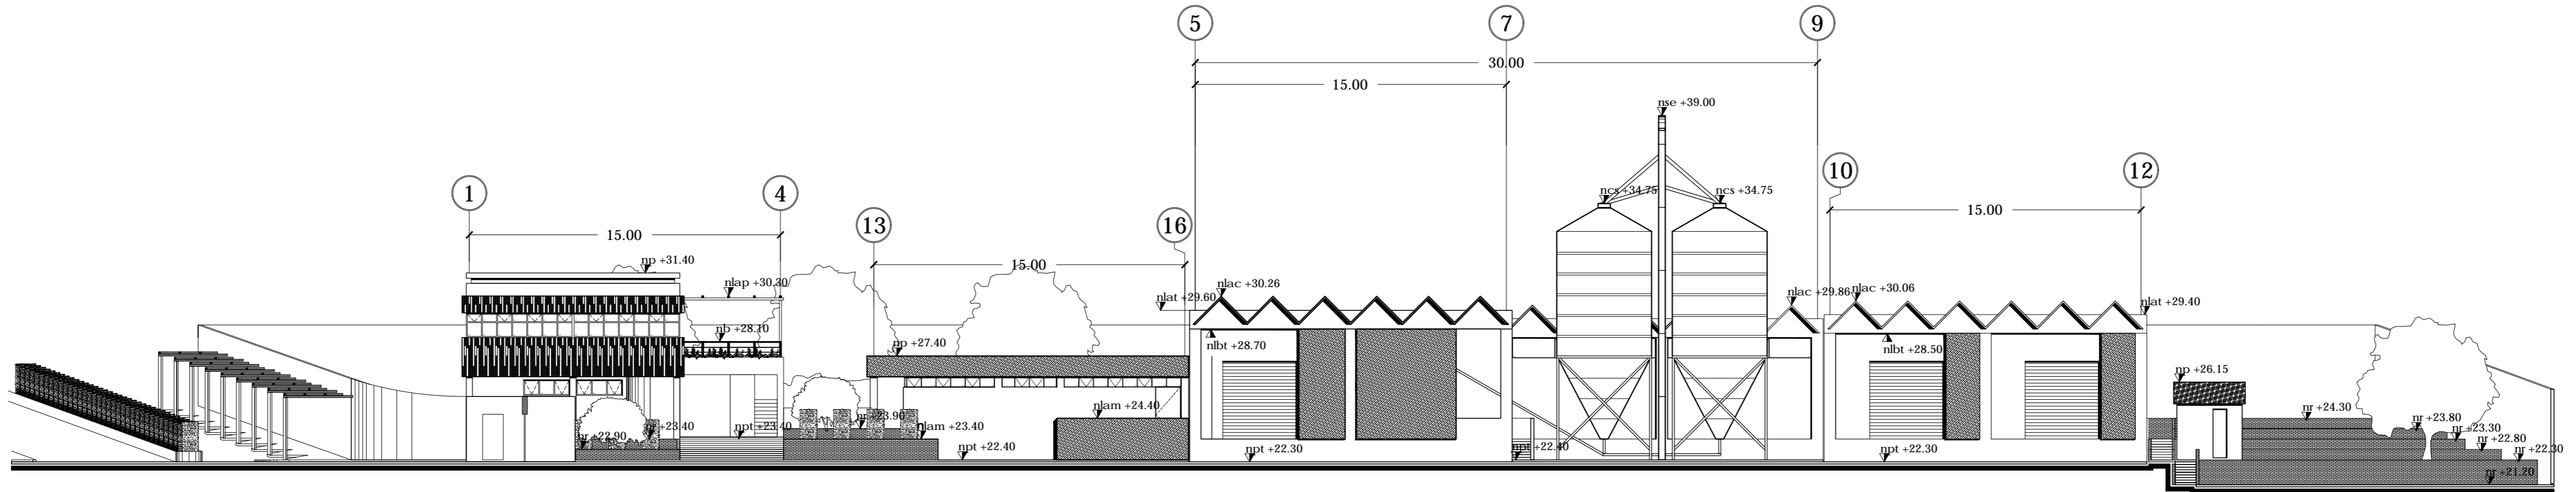 5
7
9
30.00
15.00
nse +39.00
1
4
10
12
ncs +34.75
ncs +34.75
13
16
15.00
15.00
15.00
np +31.40
nlap +30.30
nlat +29.60
nlac +30.26
nlac +29.86
nlac +30.06
nlat +29.40
nb +28.10
np +27.40
nlbt +28.70
nlbt +28.50
np +26.15
nlam +24.40
nr +24.30
nr +23.90
nr +23.80
nr +22.90
nr +23.40
npt +23.40
nlam +23.40
nr +23.30
nr +22.80
npt +22.40
npt +22.30
npt +22.40
npt +22.30
nr +22.30
nr +21.20